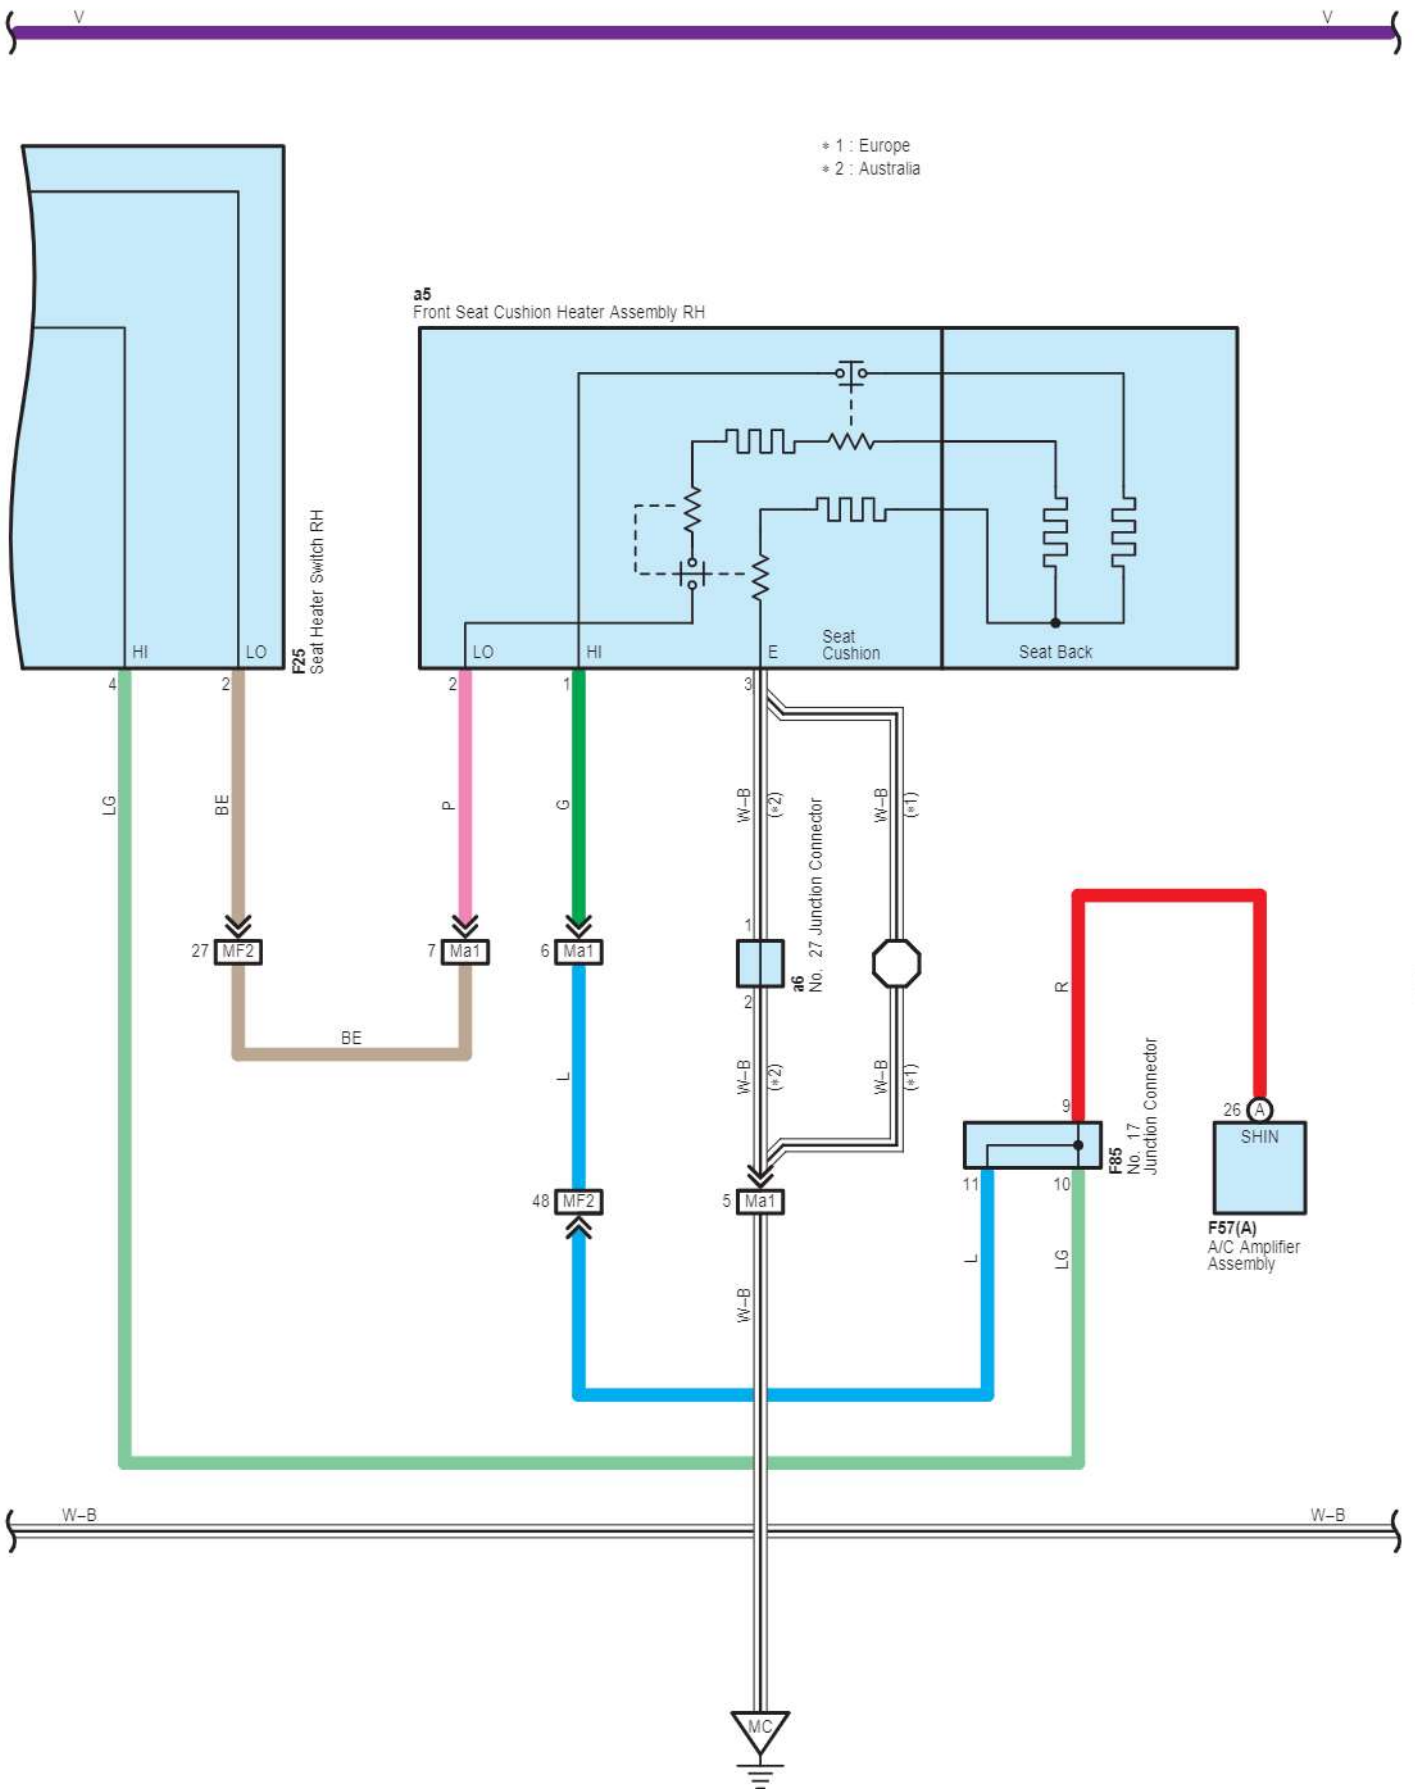 V
V
* 1 : Europe
* 2 : Australia
a5
Front Seat Cushion Heater Assembly RH
F25
Seat Heater Switch RH
HI
LO
LO
HI
E
Seat
Cushion
Seat Back
4
2
2
1
3
LG
BE
P
G
W–B
(*2)
W–B
(*1)
a6
No. 27 Junction Connector
1
27
MF2
7
Ma1
6
Ma1
2
R
BE
L
W–B
(*2)
W–B
(*1)
9
F85
No. 17
Junction Connector
26
A
SHIN
11
10
48
MF2
5
Ma1
F57(A)
A/C Amplifier
Assembly
L
LG
W–B
W–B
W–B
MC